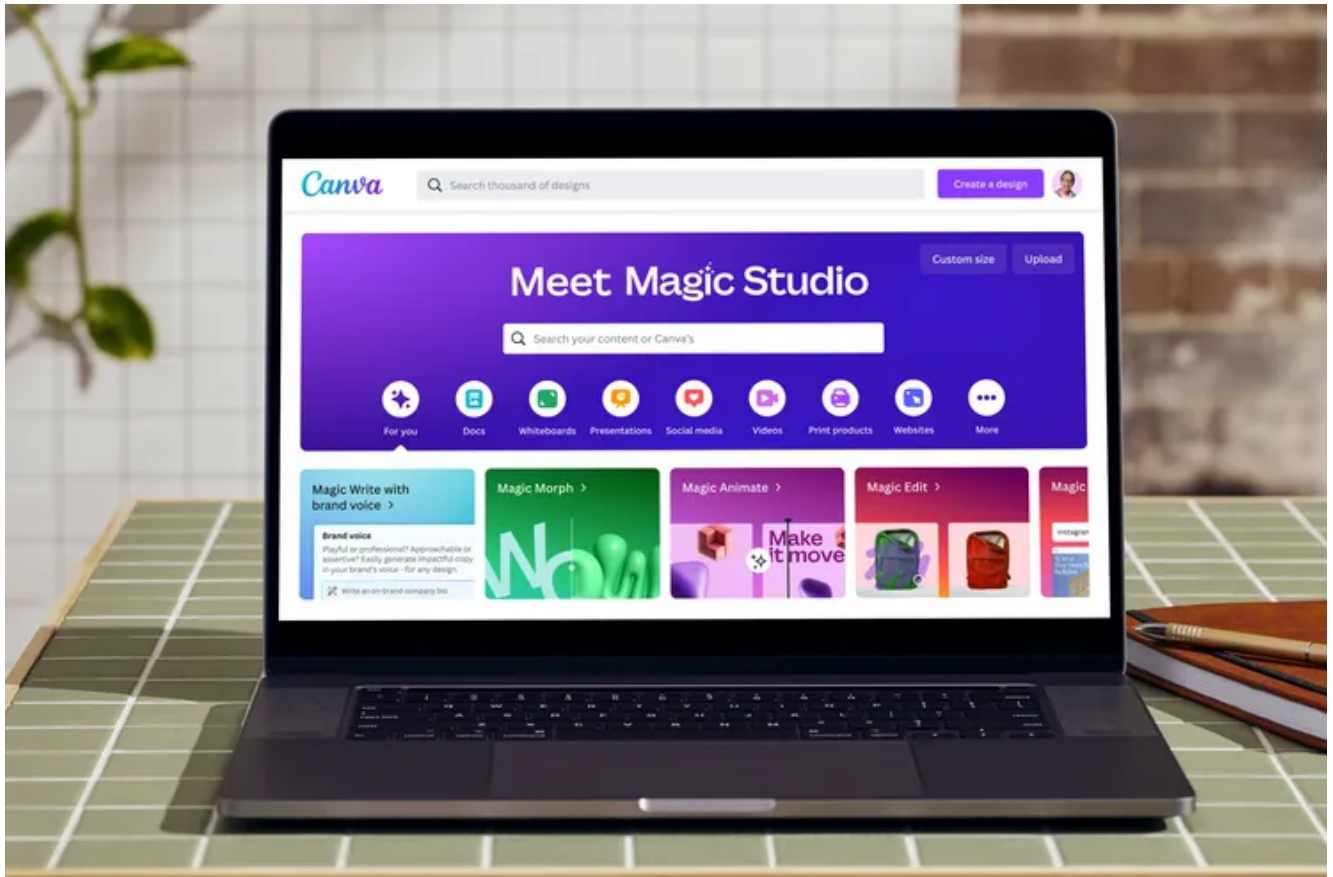 Canva
Search thousand of designs
Create a design
Custom size
Upload
Meet Magic Studio
Search your content or Canva's
For you
Docs
Whiteboards
Presentations
Social media
Videos
Print products
Websites
More
Magic Write with
brand voice >
Brand voice
Playful or professional? Approachable or
assertive? Easily generate impactful copy
in your brand's voice - for any design.
Write an on-brand company bio
Magic Morph >
Wow
Magic Animate >
Make
it move
Magic Edit >
Magic
Instagram